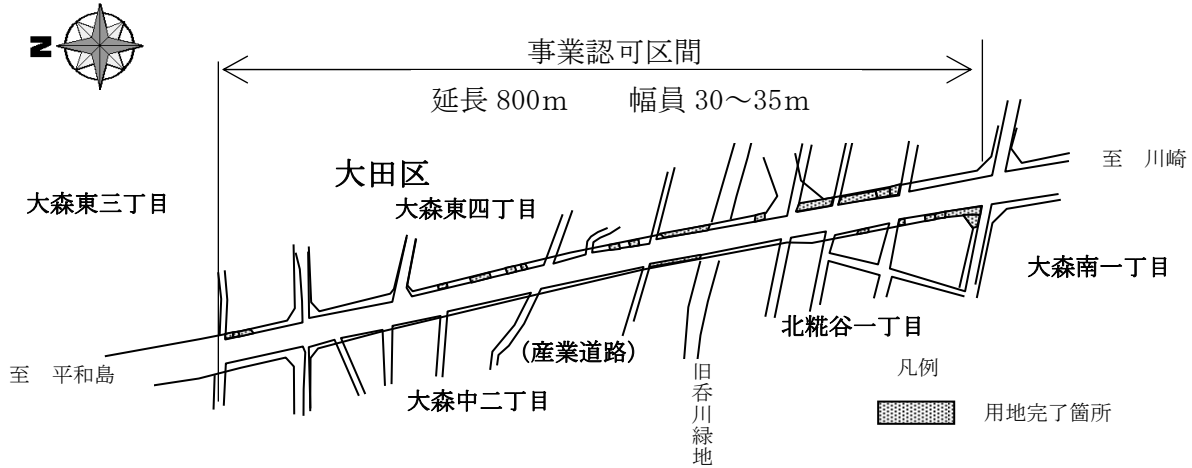 N
事業認可区間
延長 800m 幅員 30～35m
大田区
至 川崎
大森東三丁目
大森東四丁目
大森南一丁目
北糀谷一丁目
(産業道路)
至 平和島
大森中二丁目
旧呑川緑地
凡例
用地完了箇所